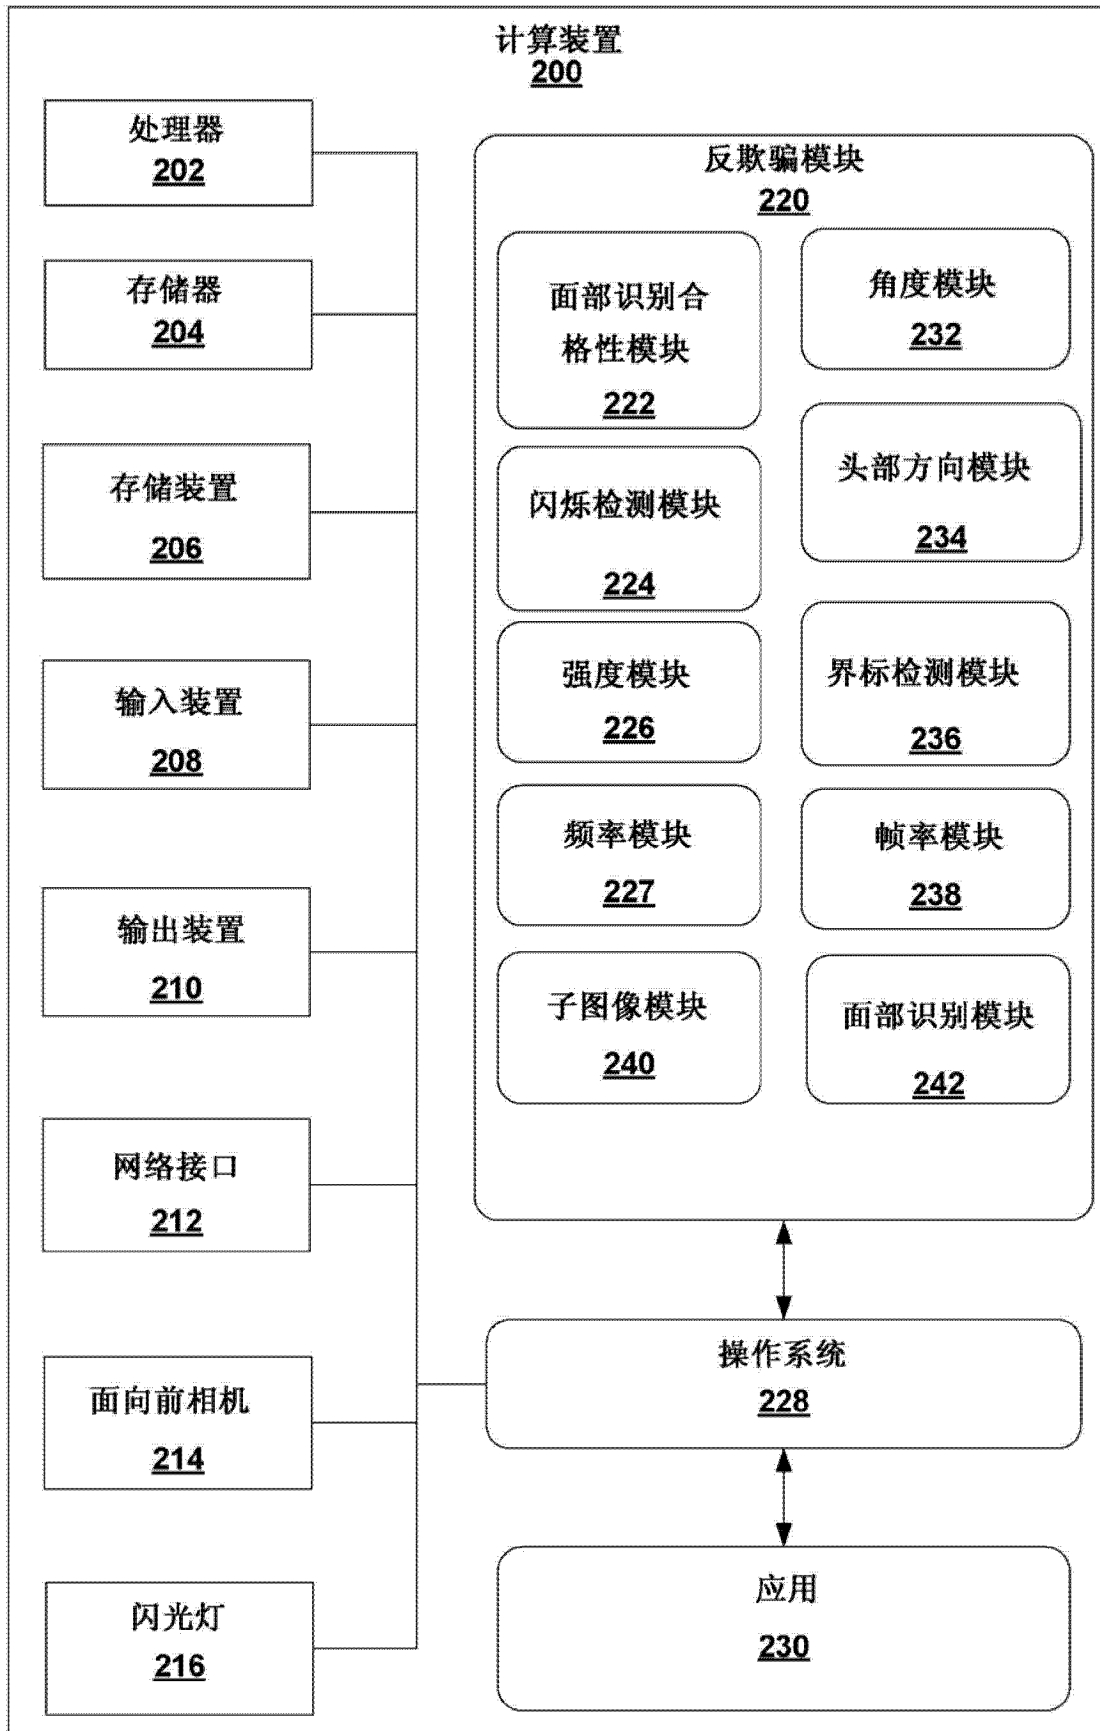 计算装置
200
处理器
202
存储器
204
存储装置
206
输入装置
208
输出装置
210
网络接口
212
面向前相机
214
闪光灯
216
反欺骗模块
220
面部识别合
格性模块
222
闪烁检测模块
224
强度模块
226
频率模块
227
子图像模块
240
角度模块
232
头部方向模块
234
界标检测模块
236
帧率模块
238
面部识别模块
242
操作系统
228
应用
230